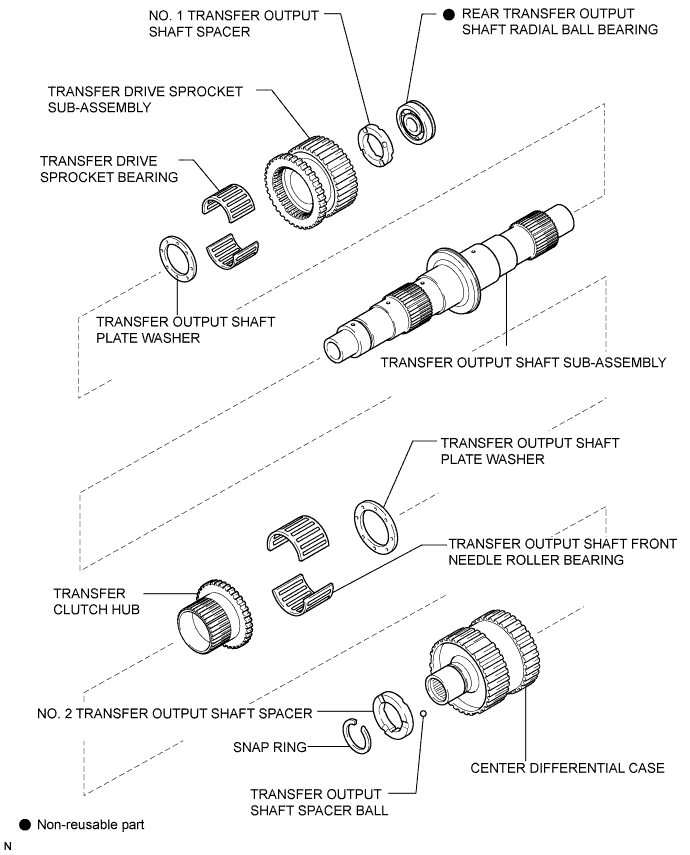 NO. 1 TRANSFER OUTPUT
SHAFT SPACER
REAR TRANSFER OUTPUT
SHAFT RADIAL BALL BEARING
TRANSFER DRIVE SPROCKET
SUB-ASSEMBLY
TRANSFER DRIVE
SPROCKET BEARING
TRANSFER OUTPUT SHAFT
PLATE WASHER
TRANSFER OUTPUT SHAFT SUB-ASSEMBLY
TRANSFER OUTPUT SHAFT
PLATE WASHER
TRANSFER OUTPUT SHAFT FRONT
NEEDLE ROLLER BEARING
TRANSFER
CLUTCH HUB
NO. 2 TRANSFER OUTPUT SHAFT SPACER
SNAP RING
CENTER DIFFERENTIAL CASE
TRANSFER OUTPUT
SHAFT SPACER BALL
Non-reusable part
N